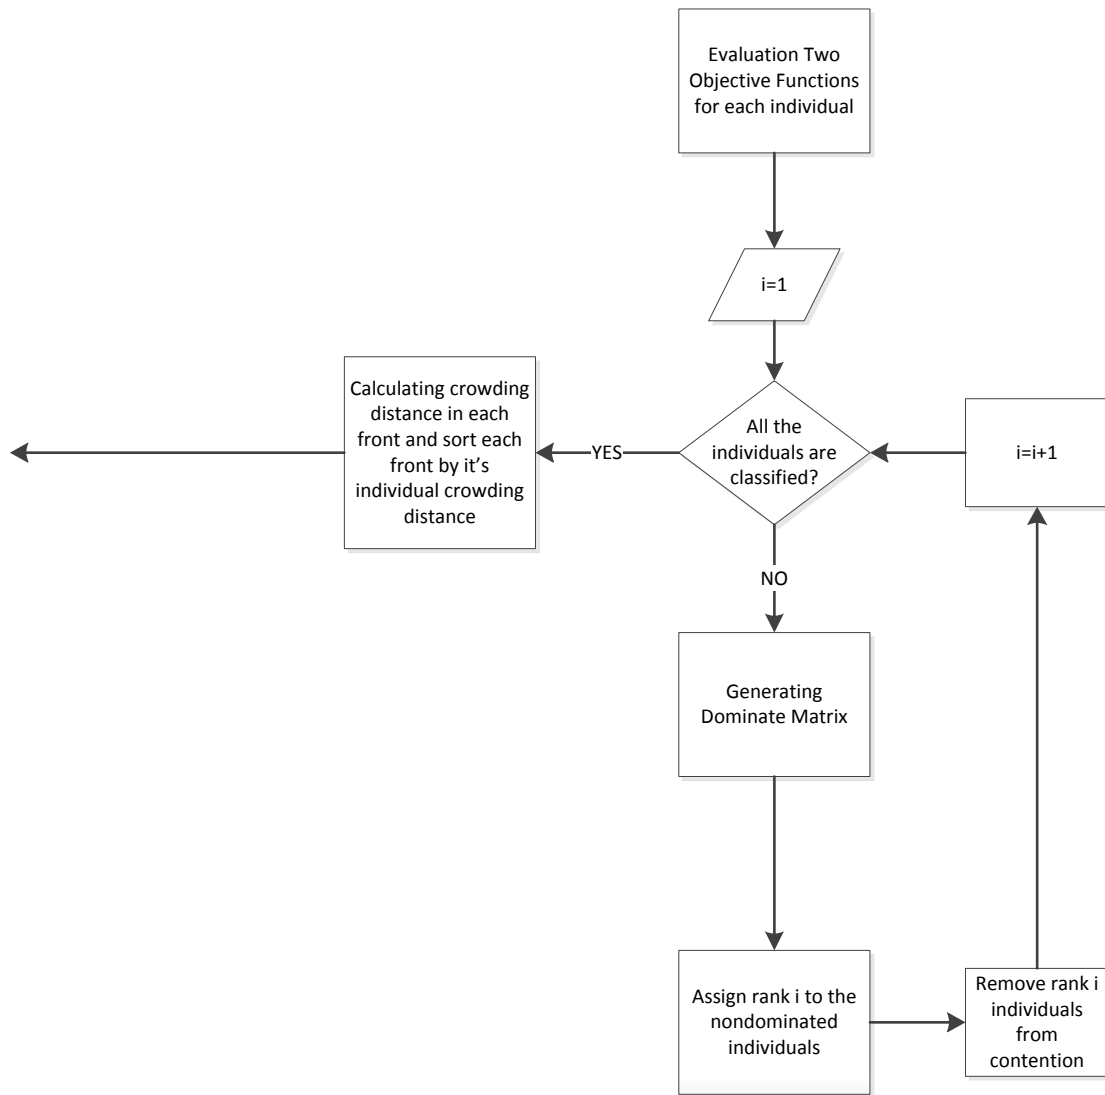 Evaluation Two
Objective Functions
for each individual
i=1
Calculating crowding
distance in each
front and sort each
front by it's
individual crowding
distance
YES
All the
individuals are
classified?
i=i+1
NO
Generating
Dominate Matrix
Assign rank i to the
nondominated
individuals
Remove rank i
individuals
from
contention